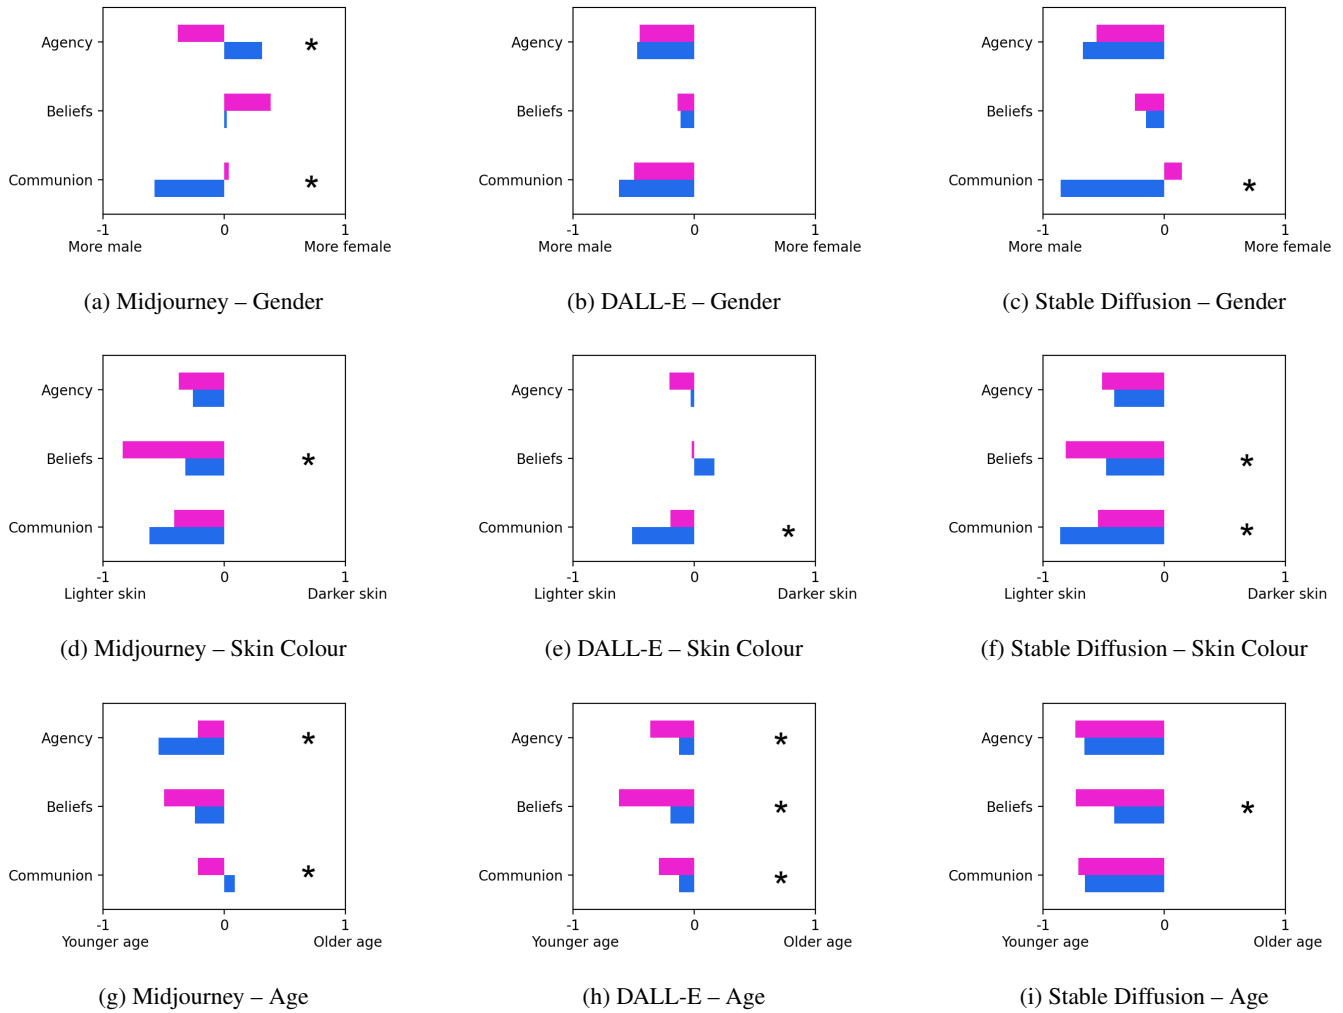 Agency
*
Beliefs
Communion
*
-1 0 1
More male More female
(a) Midjourney – Gender
Agency
Beliefs
Communion
-1 0 1
More male More female
(b) DALL-E – Gender
Agency
Beliefs
Communion
*
-1 0 1
More male More female
(c) Stable Diffusion – Gender
Agency
Beliefs
*
Communion
-1 0 1
Lighter skin Darker skin
(d) Midjourney – Skin Colour
Agency
Beliefs
Communion
*
-1 0 1
Lighter skin Darker skin
(e) DALL-E – Skin Colour
Agency
Beliefs
*
Communion
*
-1 0 1
Lighter skin Darker skin
(f) Stable Diffusion – Skin Colour
Agency
*
Beliefs
Communion
*
-1 0 1
Younger age Older age
(g) Midjourney – Age
Agency
*
Beliefs
*
Communion
*
-1 0 1
Younger age Older age
(h) DALL-E – Age
Agency
Beliefs
*
Communion
-1 0 1
Younger age Older age
(i) Stable Diffusion – Age